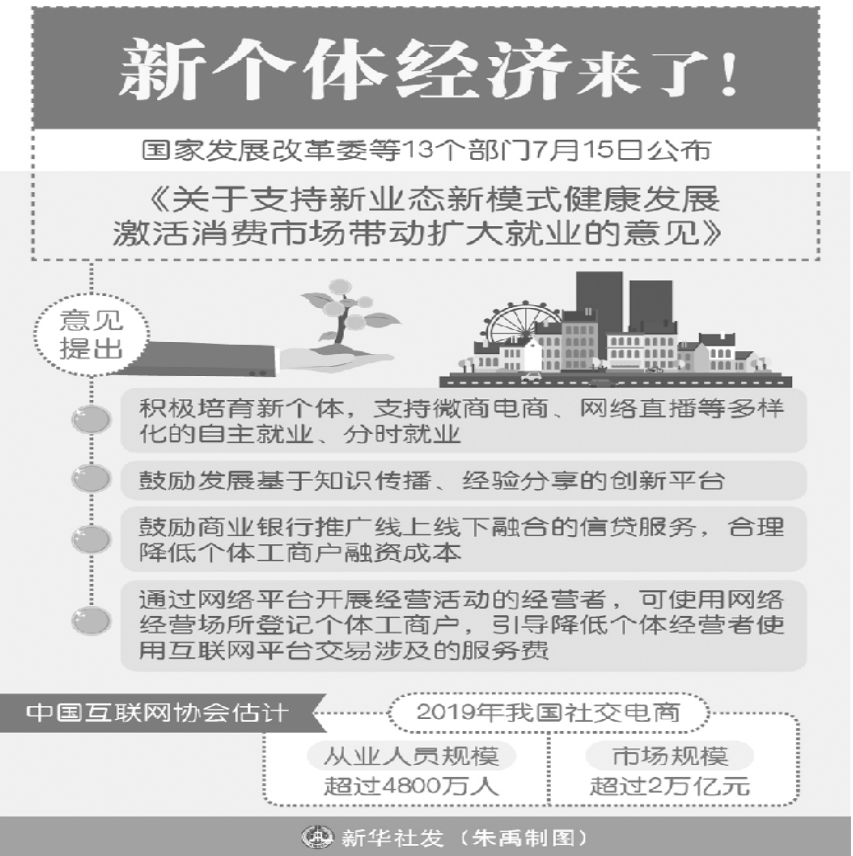 新个体经济来了!
国家发展改革委等13个部门7月15日公布
《关于支持新业态新模式健康发展
激活消费市场带动扩大就业的意见》
意见
提出
积极培育新个体，支持微商电商、网络直播等多样
化的自主就业、分时就业
鼓励发展基于知识传播、经验分享的创新平台
鼓励商业银行推广线上线下融合的信贷服务，合理
降低个体工商户融资成本
通过网络平台开展经营活动的经营者，可使用网络
经营场所登记个体工商户，引导降低个体经营者使
用互联网平台交易涉及的服务费
中国互联网协会估计
2019年我国社交电商
从业人员规模
超过4800万人
市场规模
超过2万亿元
新华社发（朱禹制图）